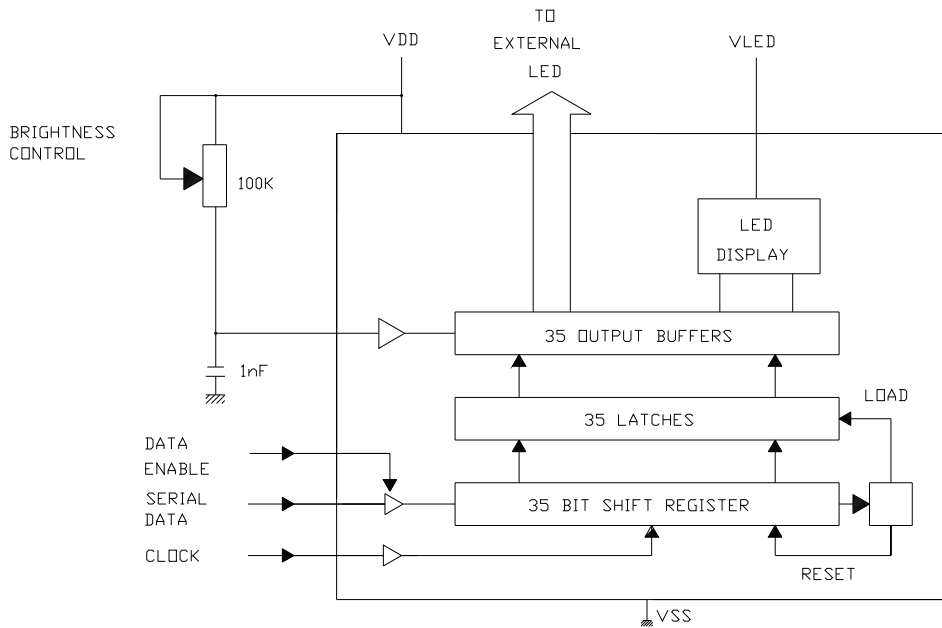 TO
EXTERNAL
LED
VDD
VLED
BRIGHTNESS
CONTROL
100K
LED
DISPLAY
35 OUTPUT BUFFERS
1nF
LOAD
35 LATCHES
DATA
ENABLE
SERIAL
DATA
35 BIT SHIFT REGISTER
CLOCK
RESET
VSS